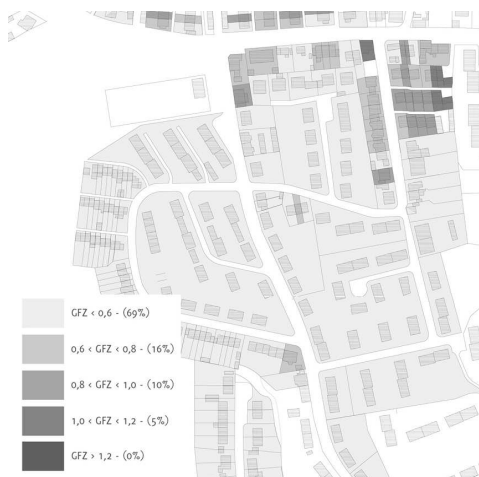 GFZ < 0,6 - (69%)
0,6 < GFZ < 0,8 - (16%)
0,8 < GFZ < 1,0 - (10%)
1,0 < GFZ < 1,2 - (5%)
GFZ > 1,2 - (0%)